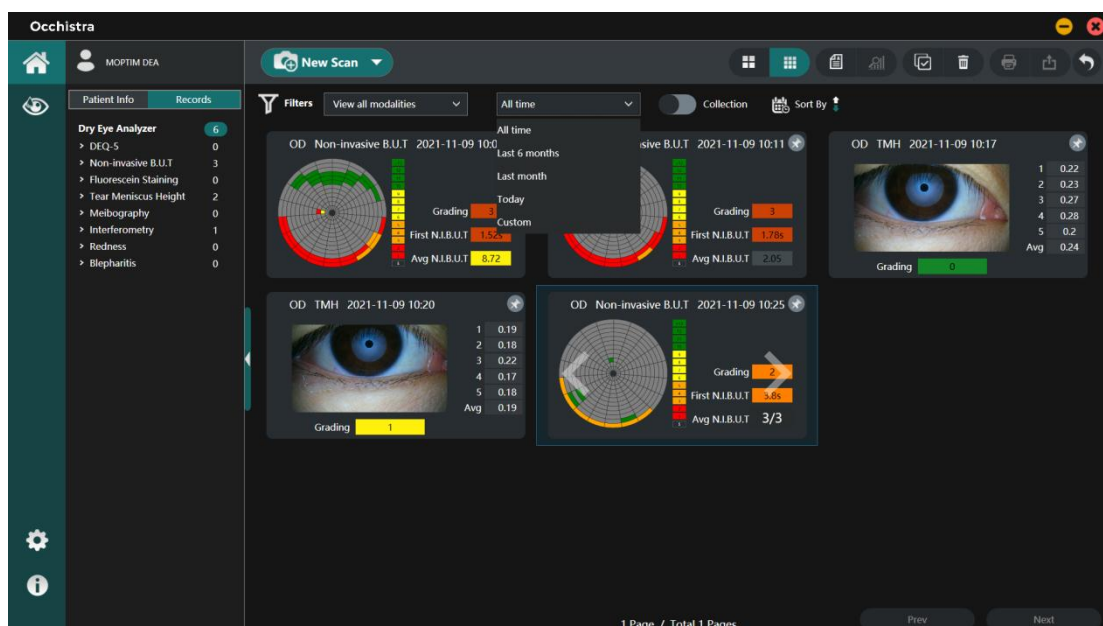 Occhistra
MOPTIM DEA
New Scan
Patient Info Records
Filters View all modalities All time Collection Sort By
All time
Last 6 months
Last month
Today
Custom
Dry Eye Analyzer 6
> DEQ-5 0
> Non-invasive B.U.T 3
> Fluorescein Staining 0
> Tear Meniscus Height 2
> Meibography 0
> Interferometry 1
> Redness 0
> Blepharitis 0
OD Non-invasive B.U.T 2021-11-09
Grading 3
First N.I.B.U.T 1.52s
Avg N.I.B.U.T 8.72
B.U.T 2021-11-09 10:11
Grading 3
First N.I.B.U.T 1.78s
Avg N.I.B.U.T 2.05
OD TMH 2021-11-09 10:17
1 0.22
2 0.23
3 0.27
4 0.28
5 0.2
Avg 0.24
Grading 0
OD TMH 2021-11-09 10:20
1 0.19
2 0.18
3 0.22
4 0.17
5 0.18
Avg 0.19
Grading 1
OD Non-invasive B.U.T 2021-11-09 10:25
Grading 2
First N.I.B.U.T 3.8s
Avg N.I.B.U.T 3/3
1 Page / Total 1 Pages
Prev Next